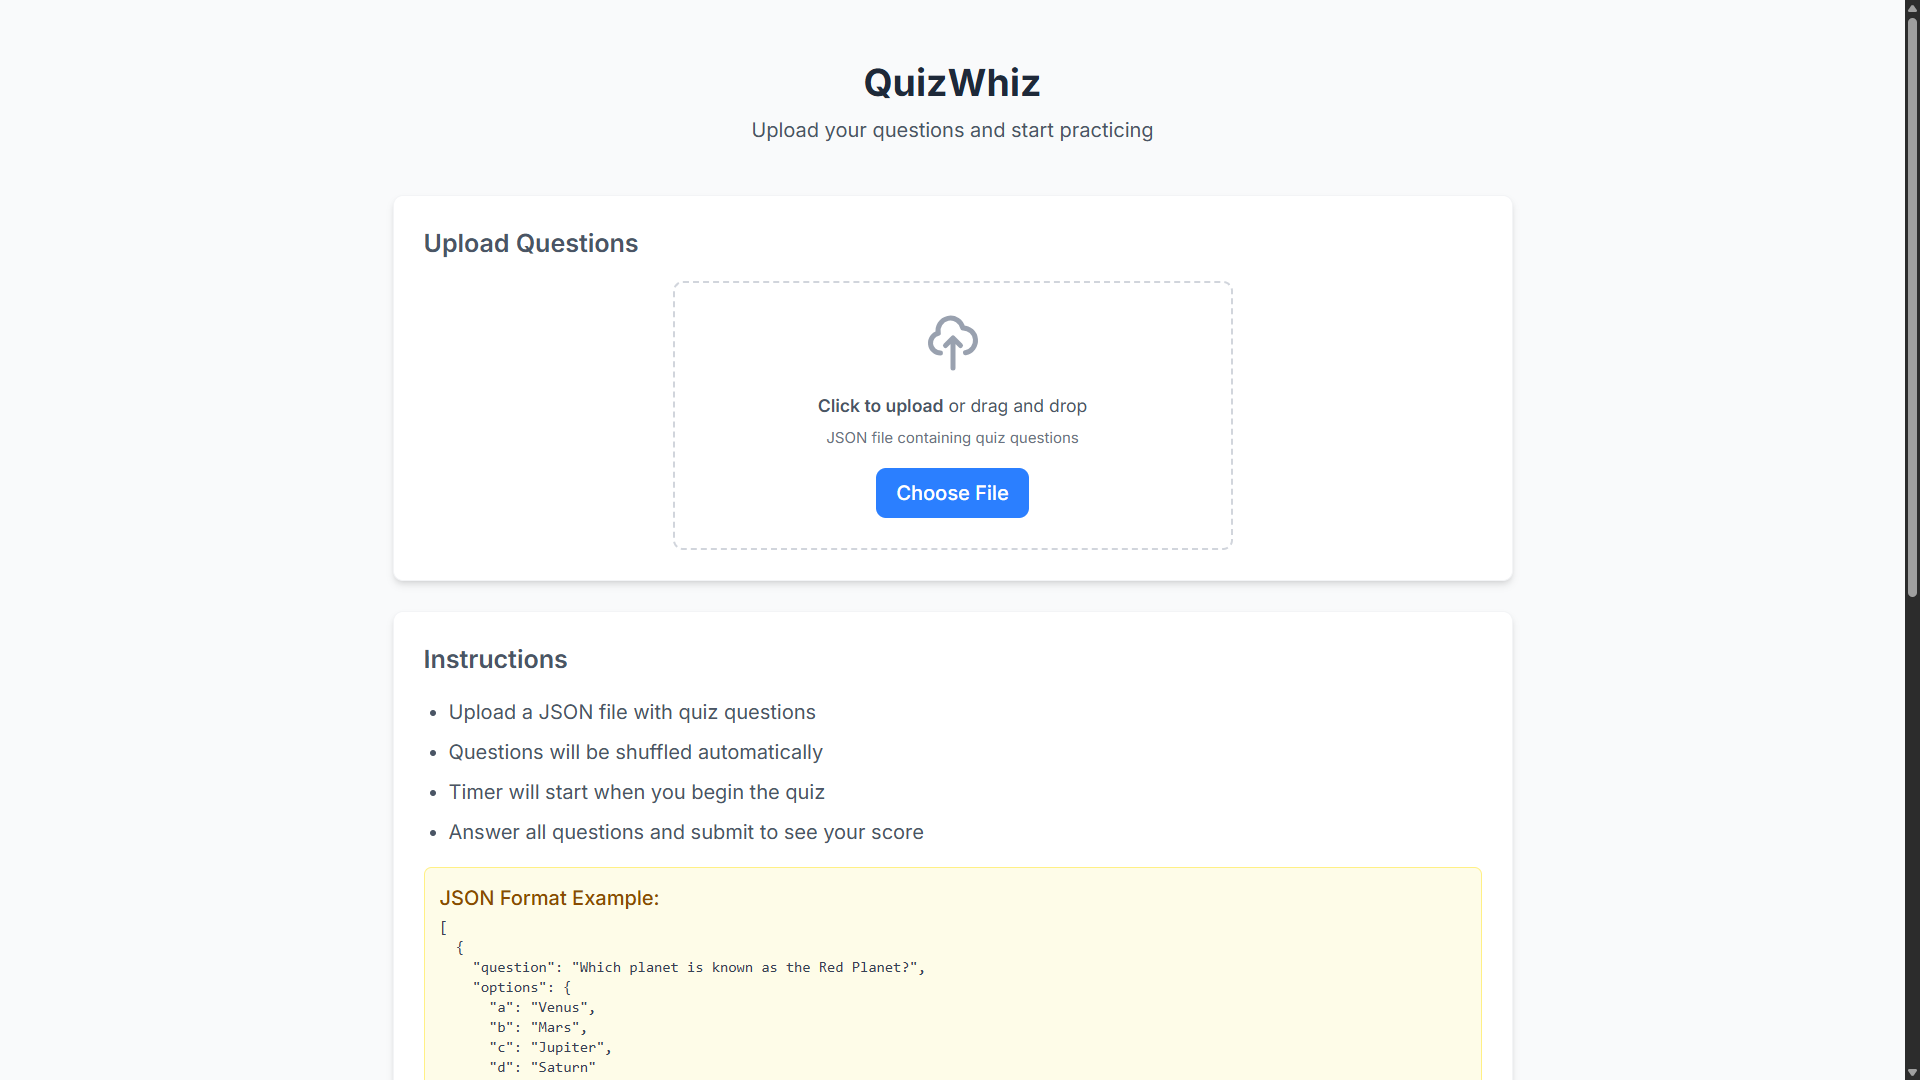 QuizWhiz
Upload your questions and start practicing
Upload Questions
Click to upload or drag and drop
JSON file containing quiz questions
Choose File
Instructions
• Upload a JSON file with quiz questions
• Questions will be shuffled automatically
• Timer will start when you begin the quiz
• Answer all questions and submit to see your score
JSON Format Example:
[
  {
    "question": "Which planet is known as the Red Planet?",
    "options": {
      "a": "Venus",
      "b": "Mars",
      "c": "Jupiter",
      "d": "Saturn"